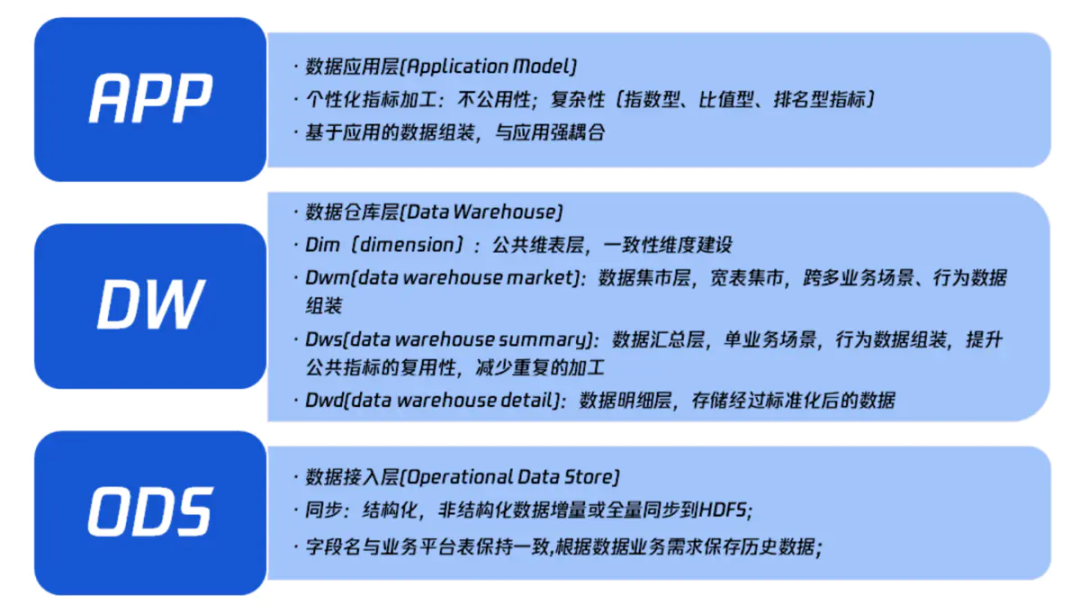 APP
· 数据应用层(Application Model)
· 个性化指标加工：不公用性；复杂性（指数型、比值型、排名型指标）
· 基于应用的数据组装，与应用强耦合
DW
· 数据仓库层(Data Warehouse)
· Dim（dimension）：公共维表层，一致性维度建设
· Dwm(data warehouse market)：数据集市层，宽表集市，跨多业务场景、行为数据
组装
· Dws(data warehouse summary)：数据汇总层，单业务场景，行为数据组装，提升
公共指标的复用性，减少重复的加工
· Dwd(data warehouse detail)：数据明细层，存储经过标准化后的数据
ODS
· 数据接入层(Operational Data Store)
· 同步：结构化，非结构化数据增量或全量同步到HDFS;
· 字段名与业务平台表保持一致,根据数据业务需求保存历史数据；